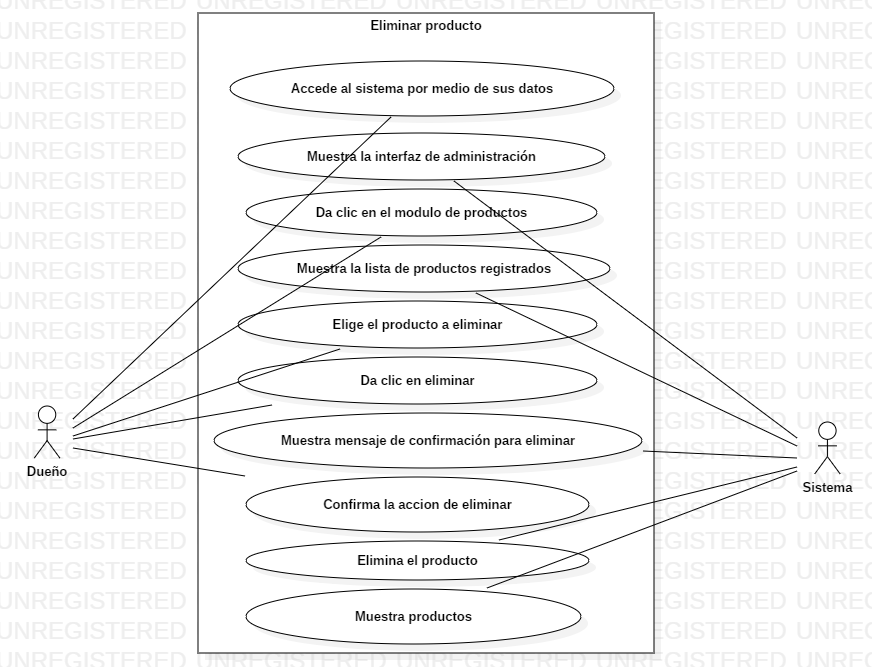 Eliminar producto
Accede al sistema por medio de sus datos
Muestra la interfaz de administración
Da clic en el modulo de productos
Muestra la lista de productos registrados
Elige el producto a eliminar
Da clic en eliminar
Muestra mensaje de confirmación para eliminar
Confirma la accion de eliminar
Elimina el producto
Muestra productos
Dueño
Sistema
UNREGISTERED